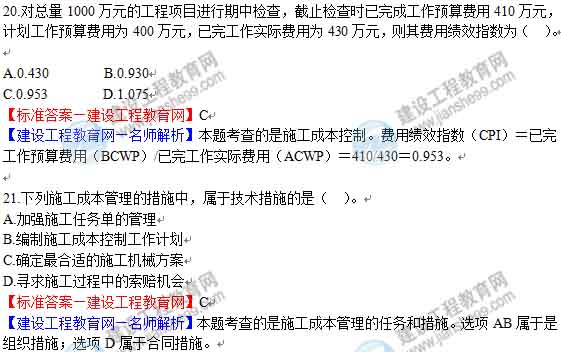 20.对总量 1000 万元的工程项目进行期中检查，截止检查时已完成工作预算费用 410 万元，
计划工作预算费用为 400 万元，已完工作实际费用为 430 万元，则其费用绩效指数为（　）。
A.0.430 B.0.930
C.0.953 D.1.075
【标准答案－建设工程教育网】C
【建设工程教育网－名师解析】本题考查的是施工成本控制。费用绩效指数（CPI）＝已完
工作预算费用（BCWP）/已完工作实际费用（ACWP）＝410/430＝0.953。
21.下列施工成本管理的措施中，属于技术措施的是（　）。
A.加强施工任务单的管理
B.编制施工成本控制工作计划
C.确定最合适的施工机械方案
D.寻求施工过程中的索赔机会
【标准答案－建设工程教育网】C
【建设工程教育网－名师解析】本题考查的是施工成本管理的任务和措施。选项 AB 属于是
组织措施；选项 D 属于合同措施。
建设工程教育网
www.jianshe99.com
建设工程教育网
www.jianshe99.com